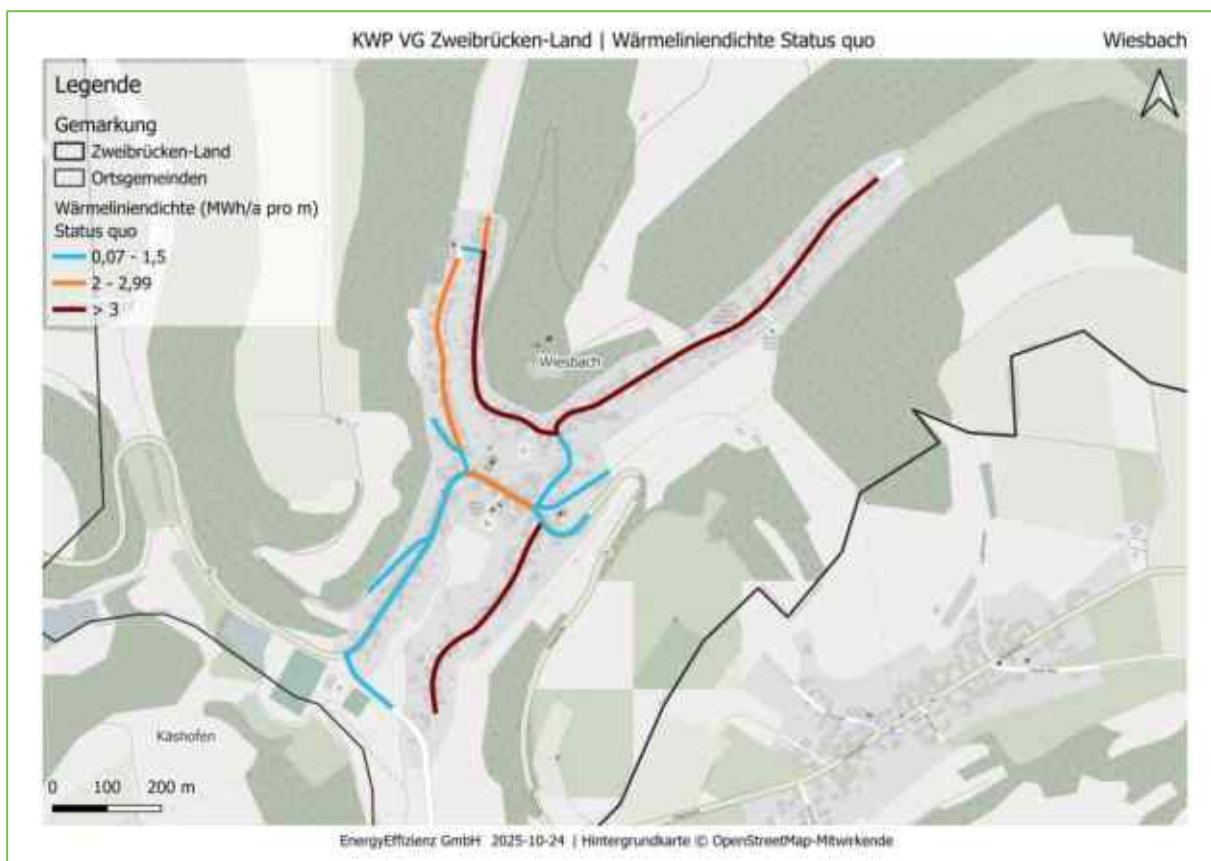 KWP VG Zweibrücken-Land | Wärmeliniendichte Status quo
Wiesbach
Legende
Gemarkung
Zweibrücken-Land
Ortsgemeinden
Wärmeliniendichte (MWh/a pro m)
Status quo
0,07 - 1,5
2 - 2,99
> 3
Wiesbach
Käshofen
0 100 200 m
EnergyEffizienz GmbH 2025-10-24 | Hintergrundkarte © OpenStreetMap-Mitwirkende